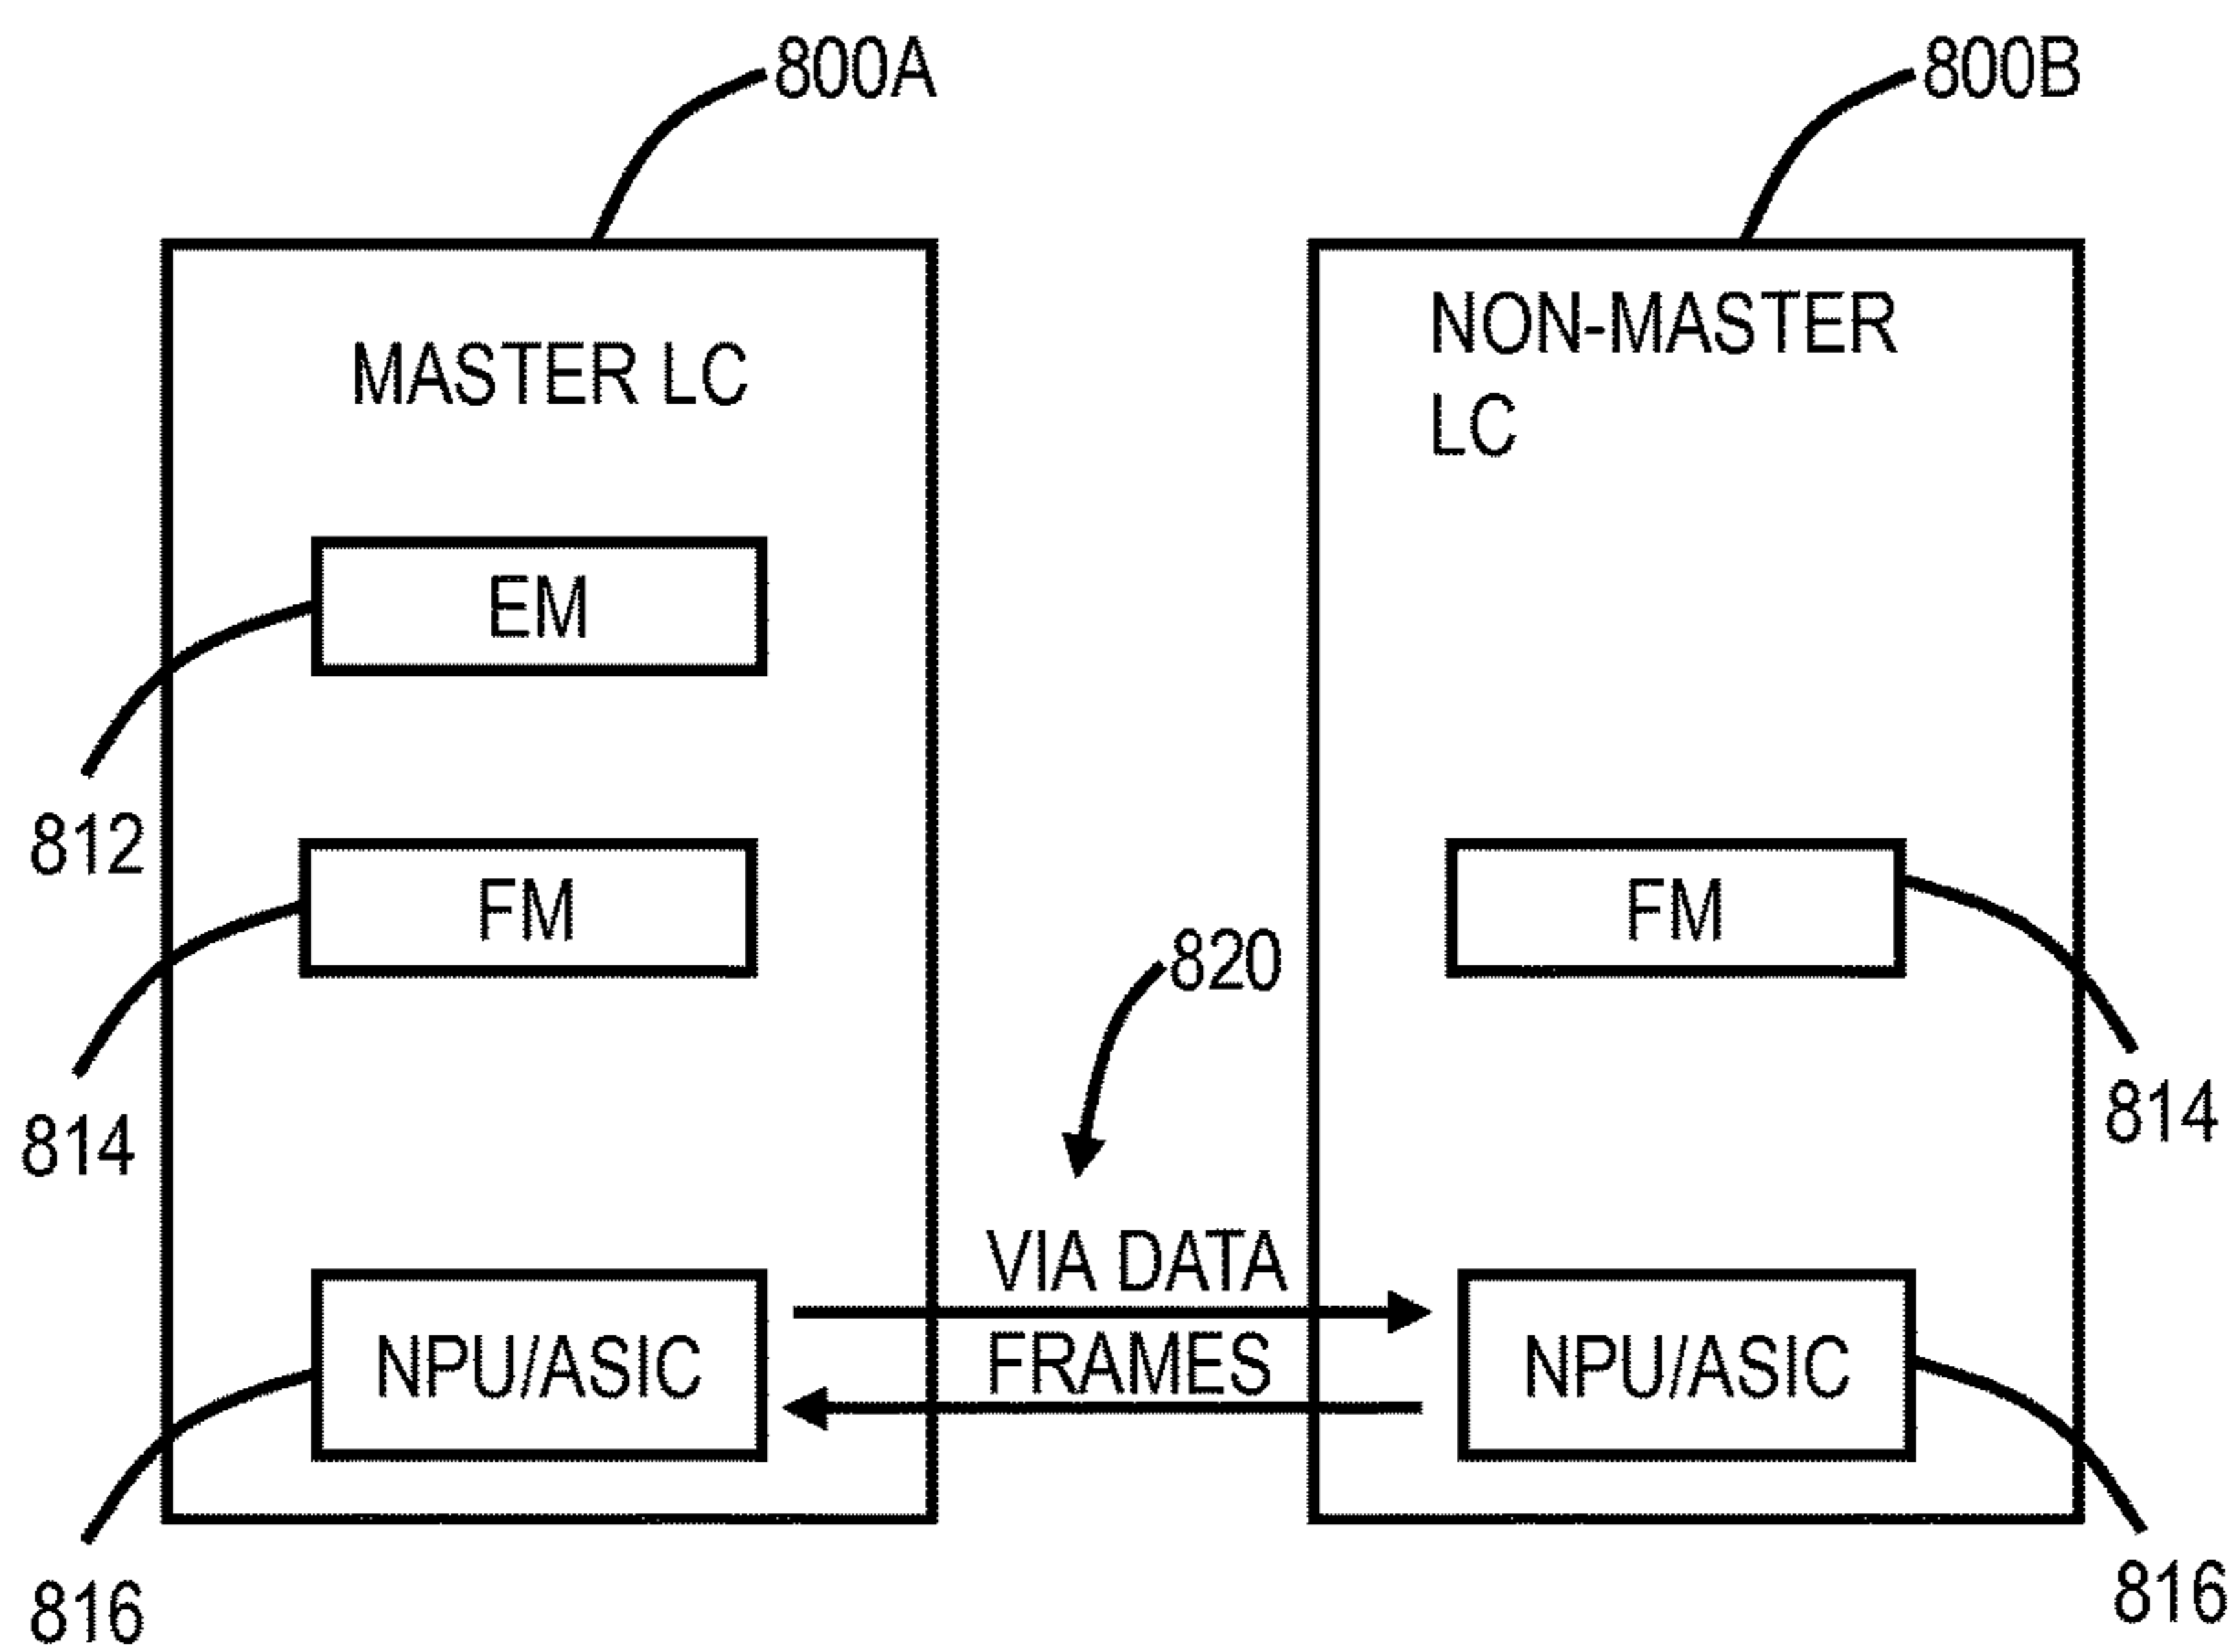 800A
800B
MASTER LC
NON-MASTER
LC
EM
812
FM
FM
814
820
814
VIA DATA
FRAMES
NPU/ASIC
NPU/ASIC
816
816